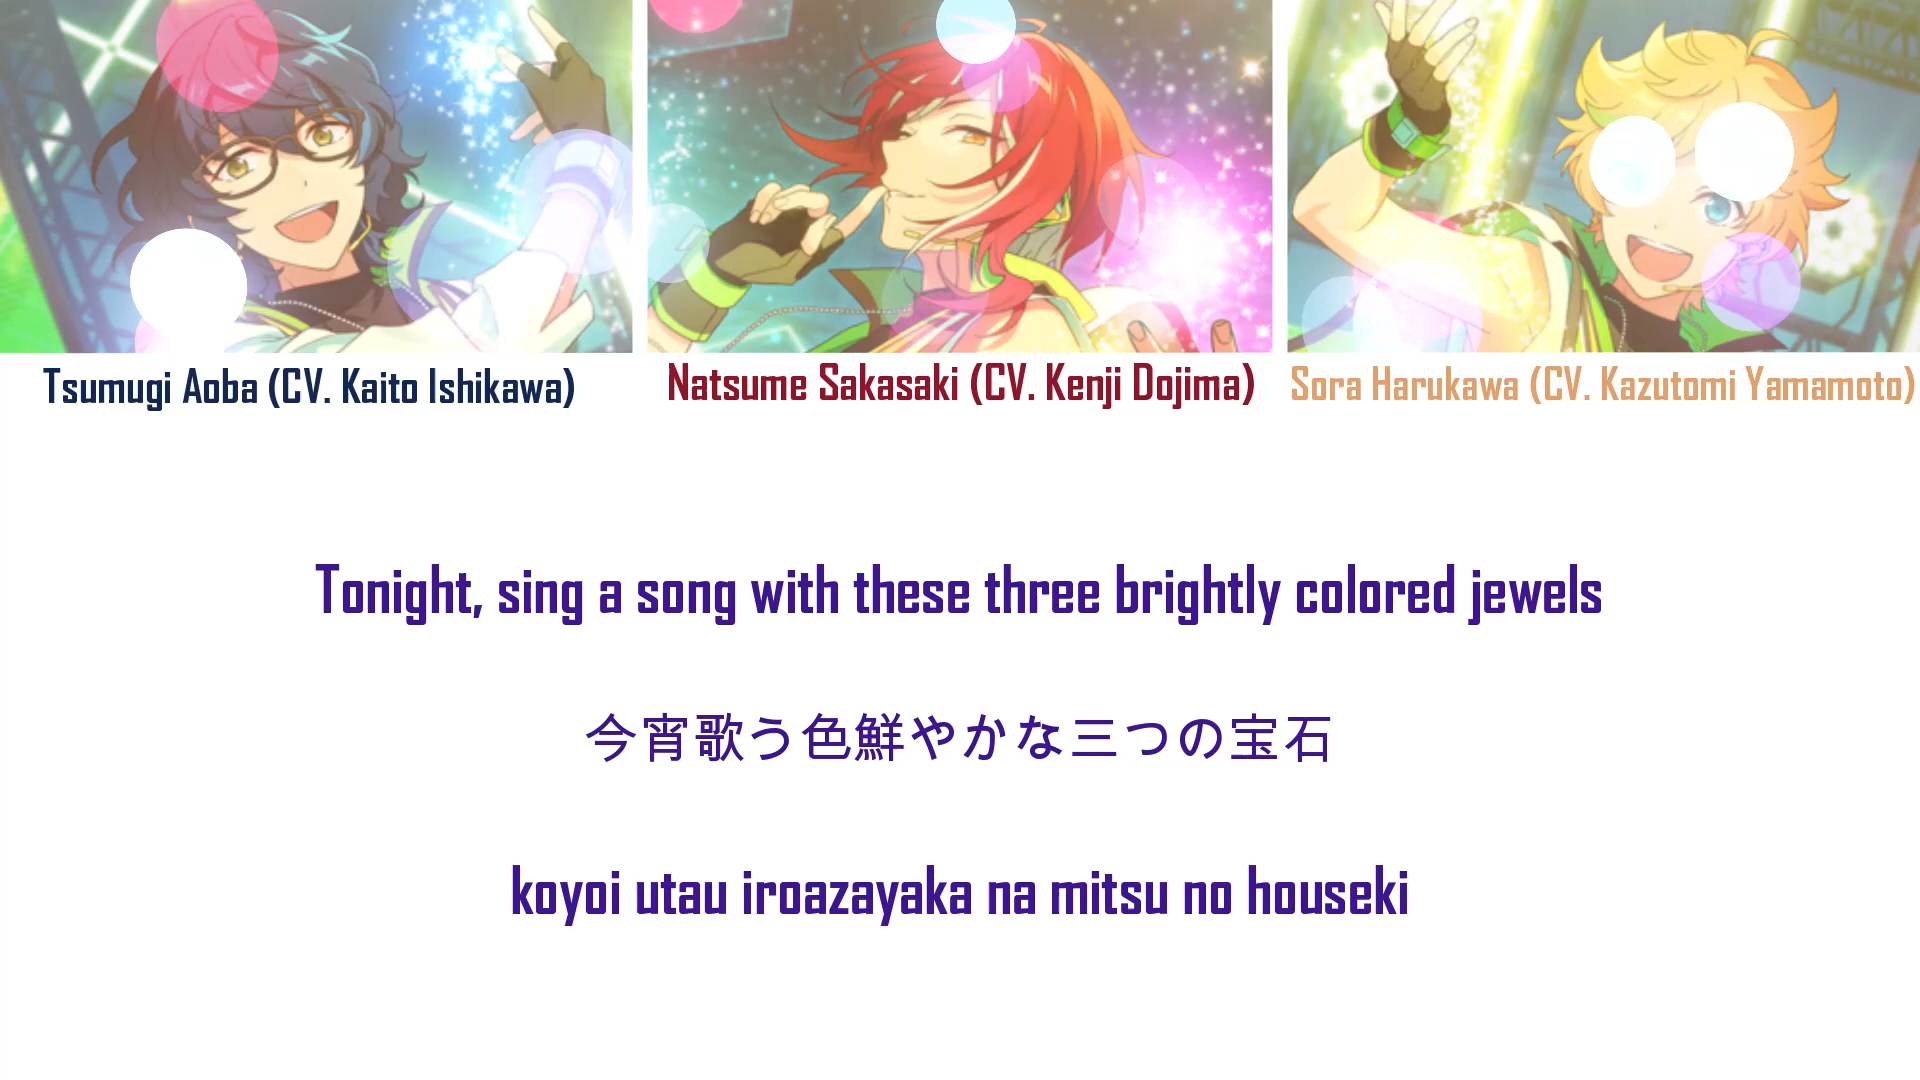 Tsumugi Aoba (CV. Kaito Ishikawa)
Natsume Sakasaki (CV. Kenji Dojima)
Sora Harukawa (CV. Kazutomi Yamamoto)
Tonight, sing a song with these three brightly colored jewels
今宵歌う色鮮やかな三つの宝石
koyoi utau iroazayaka na mitsu no houseki